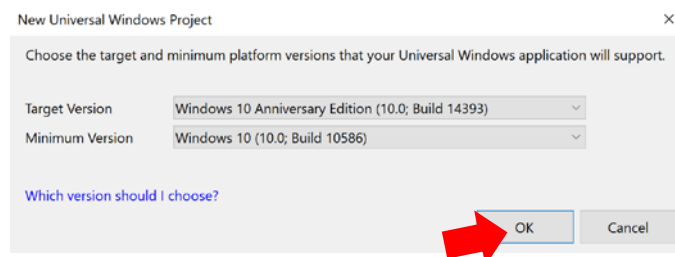 New Universal Windows Project
Choose the target and minimum platform versions that your Universal Windows application will support.
Target Version Windows 10 Anniversary Edition (10.0; Build 14393)
Minimum Version Windows 10 (10.0; Build 10586)
Which version should I choose?
OK Cancel